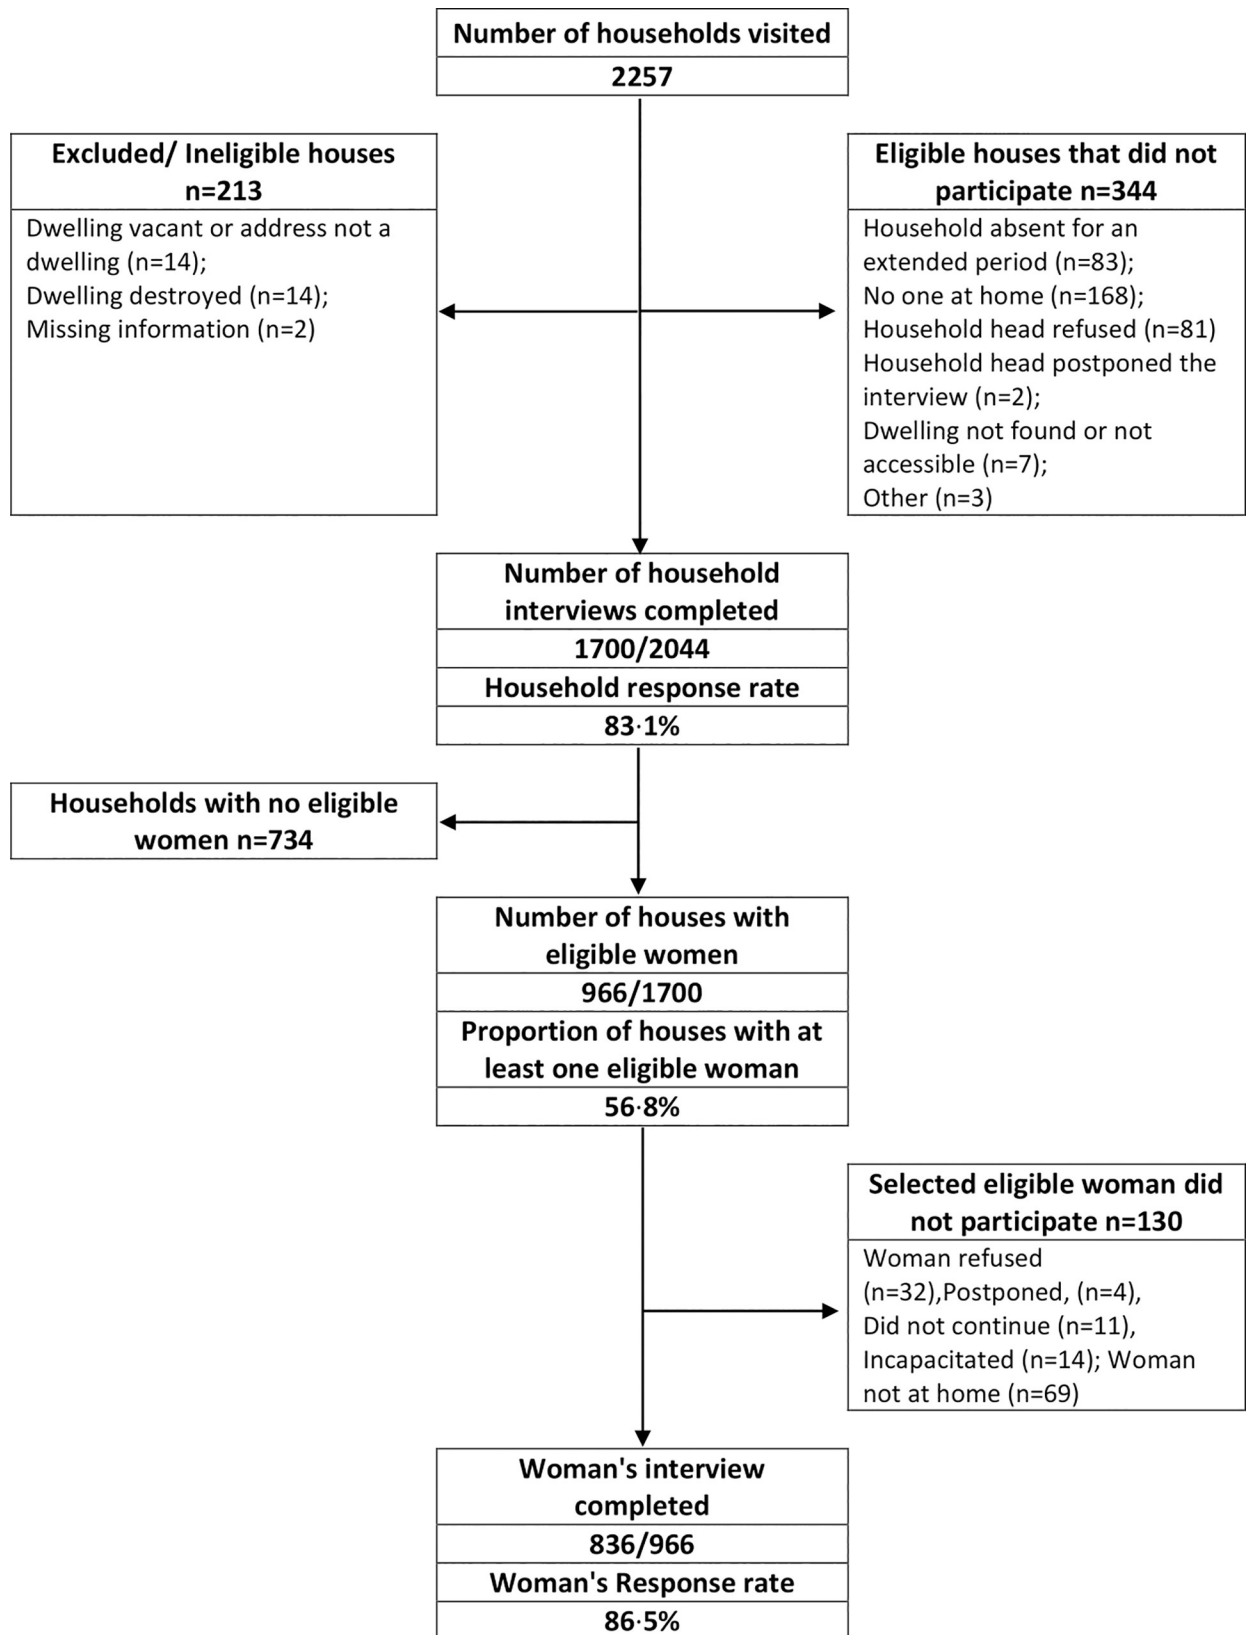 Number of households visited
2257
Excluded/ Ineligible houses
n=213
Dwelling vacant or address not a
dwelling (n=14);
Dwelling destroyed (n=14);
Missing information (n=2)
Eligible houses that did not
participate n=344
Household absent for an
extended period (n=83);
No one at home (n=168);
Household head refused (n=81)
Household head postponed the
interview (n=2);
Dwelling not found or not
accessible (n=7);
Other (n=3)
Number of household
interviews completed
1700/2044
Household response rate
83·1%
Households with no eligible
women n=734
Number of houses with
eligible women
966/1700
Proportion of houses with at
least one eligible woman
56·8%
Selected eligible woman did
not participate n=130
Woman refused
(n=32),Postponed, (n=4),
Did not continue (n=11),
Incapacitated (n=14); Woman
not at home (n=69)
Woman's interview
completed
836/966
Woman's Response rate
86·5%